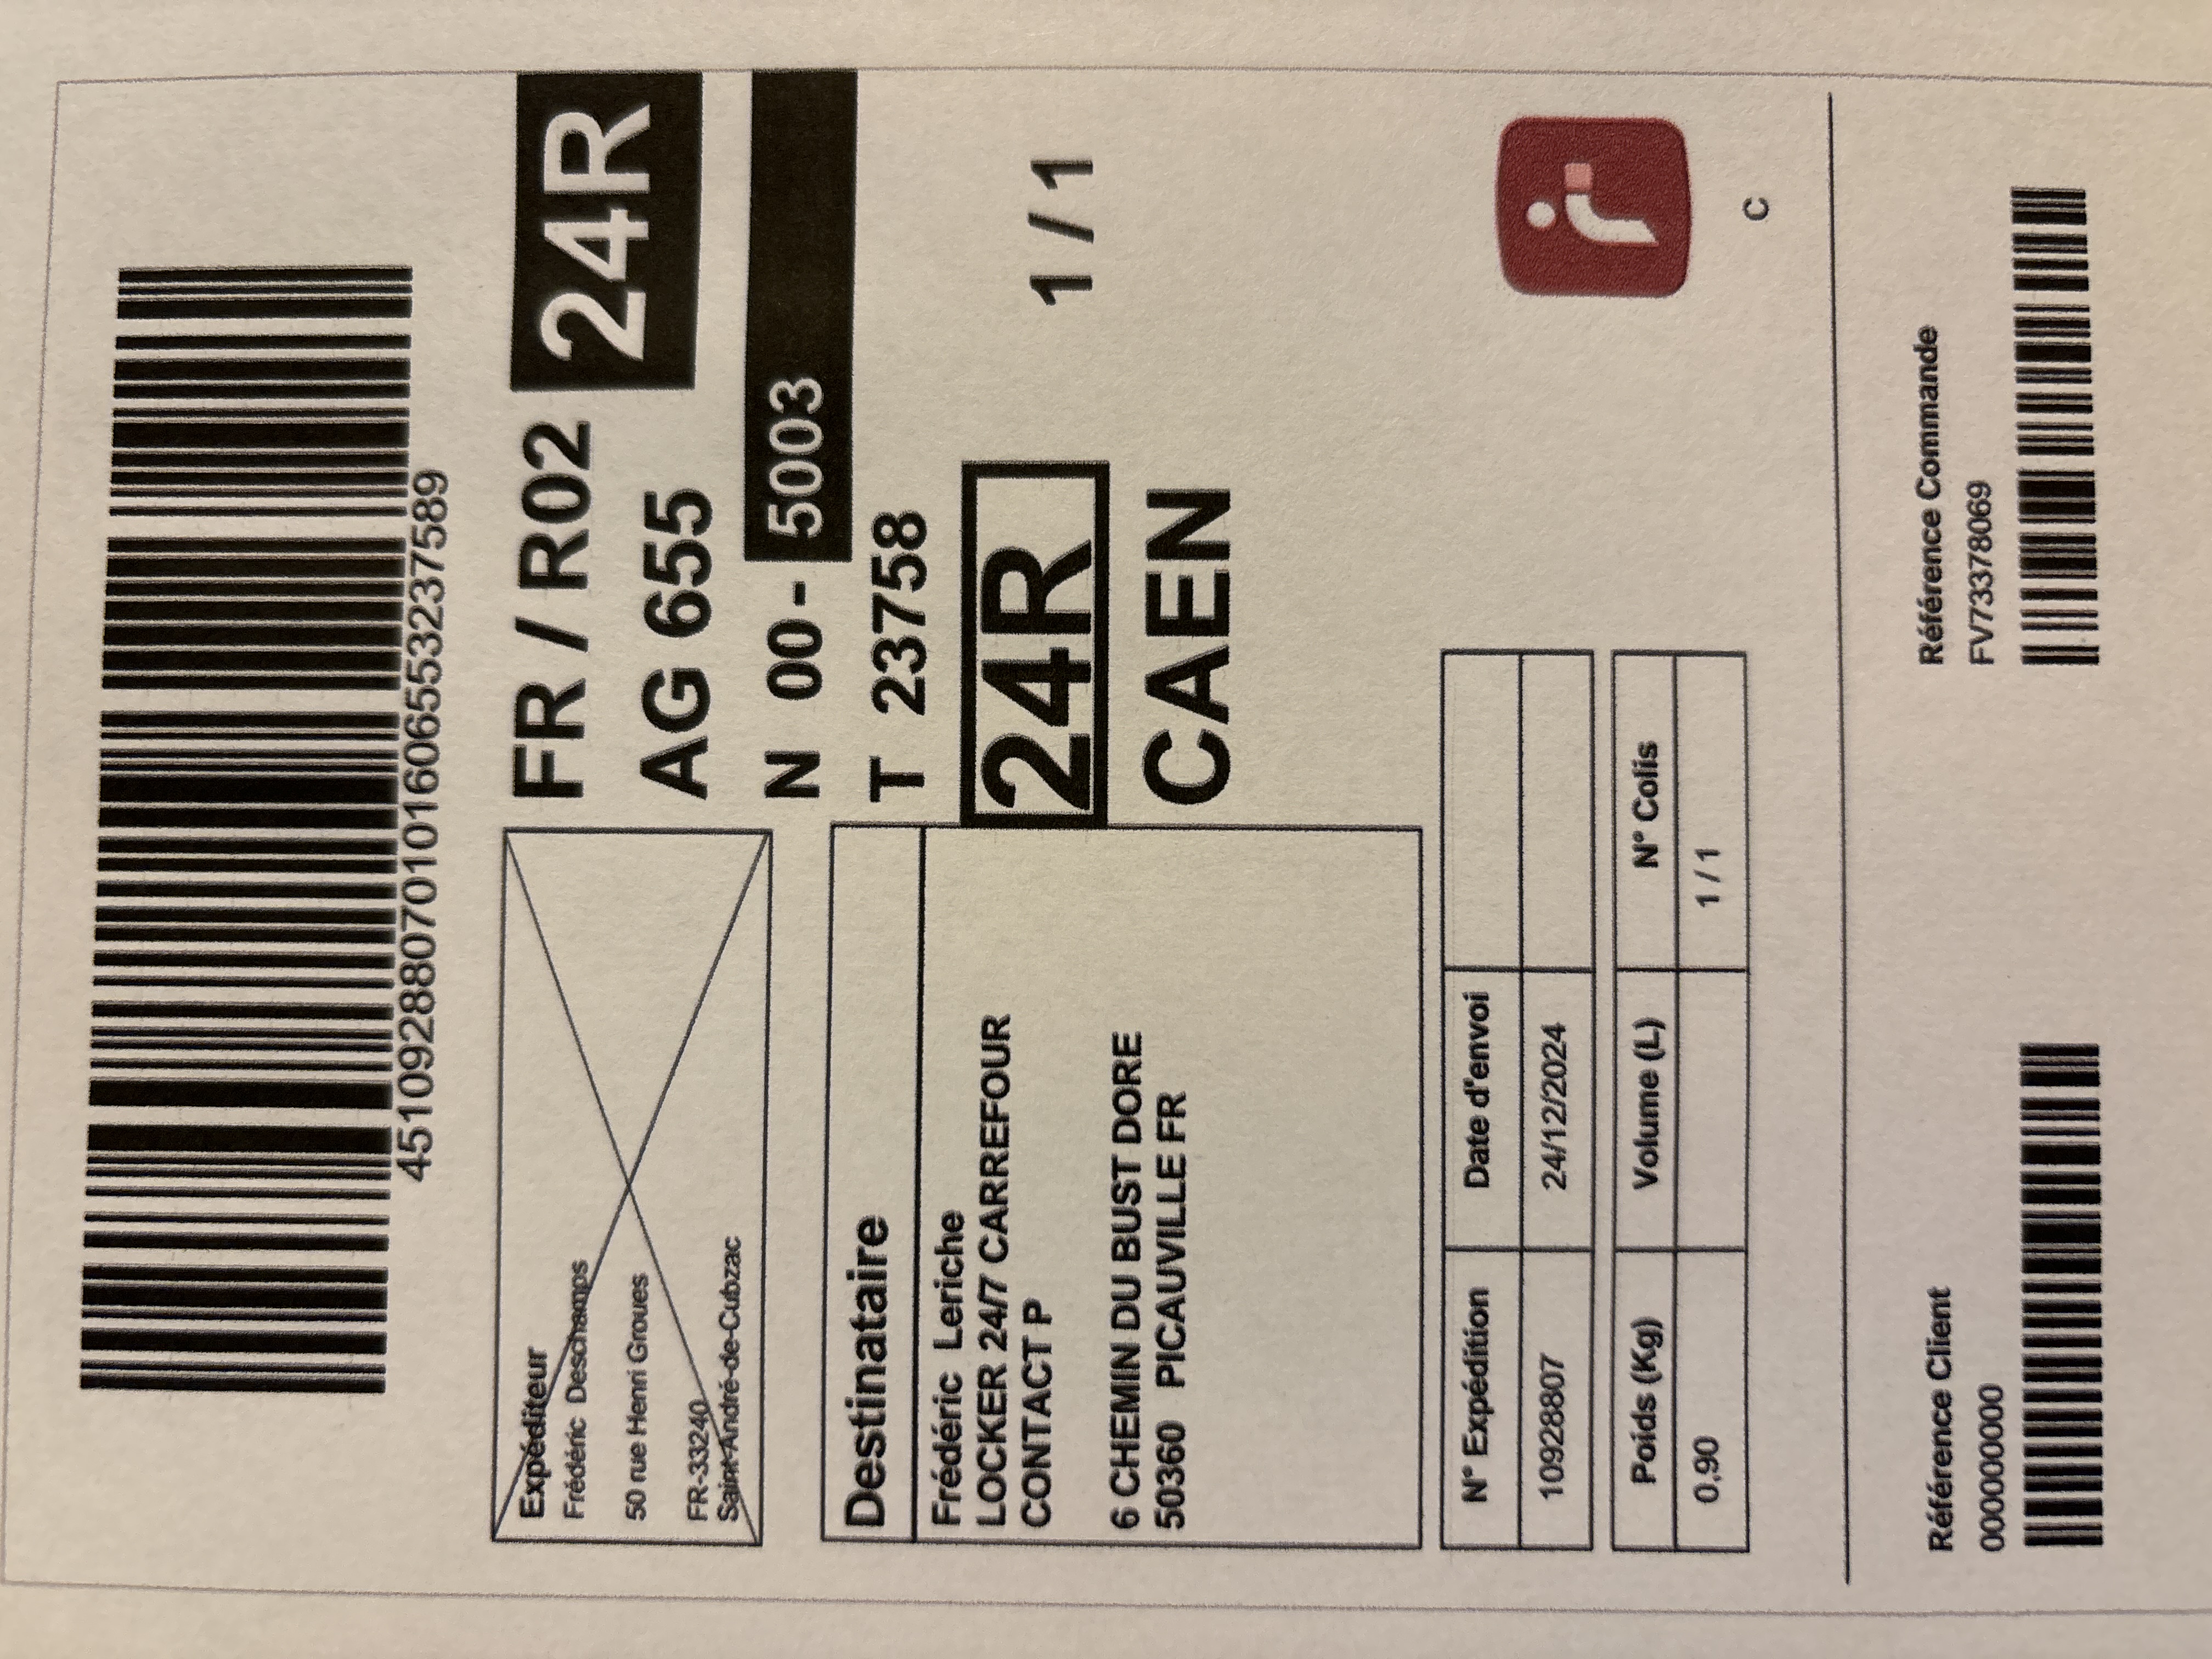 4510928807010160655323 7589
FR / R02 24R
AG 655
N 00 - 5003
T 23758
24R 1 / 1
CAEN
Expéditeur
Frédéric Deschamps
50 rue Henri Groues
FR-33240
Saint-André-de-Cubzac
Destinataire
Frédéric Leriche
LOCKER 24/7 CARREFOUR
CONTACT P
6 CHEMIN DU BUST DORE
50360 PICAUVILLE FR
N° Expédition Date d'envoi
10928807 24/12/2024
Poids (Kg) Volume (L) N° Colis
0,90 1 / 1
C
Référence Client Référence Commande
0000000000 FV73378069